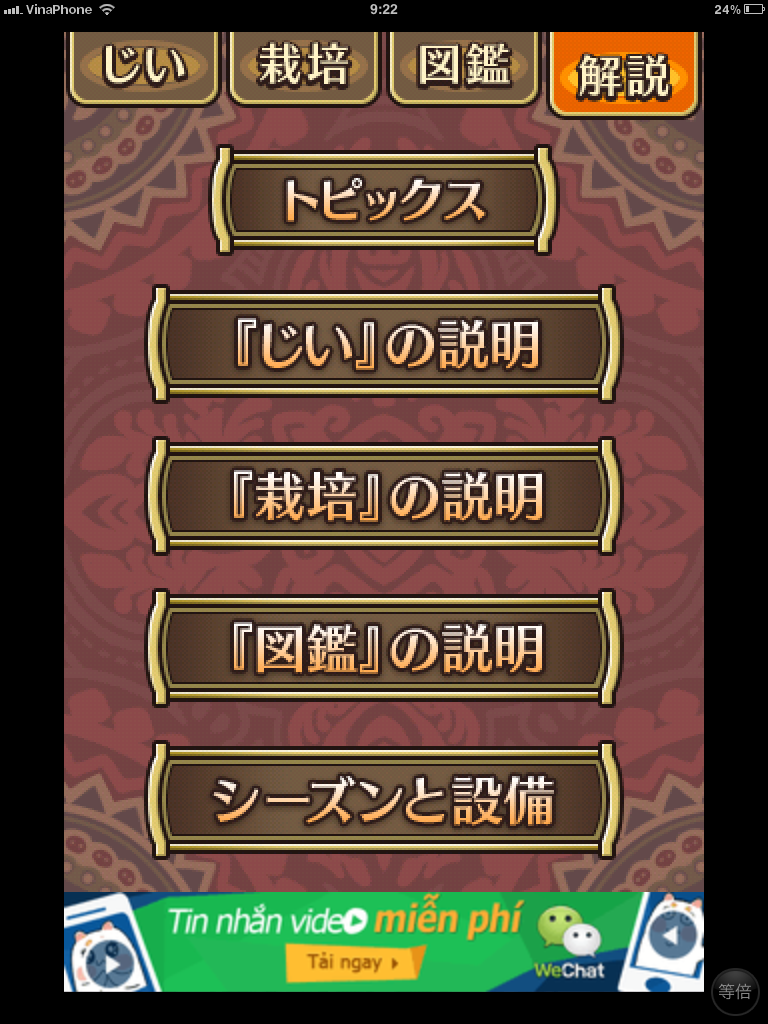 VinaPhone 9:22 24%
じい 栽培 図鑑 解説
トピックス
『じい』の説明
『栽培』の説明
『図鑑』の説明
シーズンと設備
Tin nhắn video miễn phí
Tải ngay
WeChat
等倍